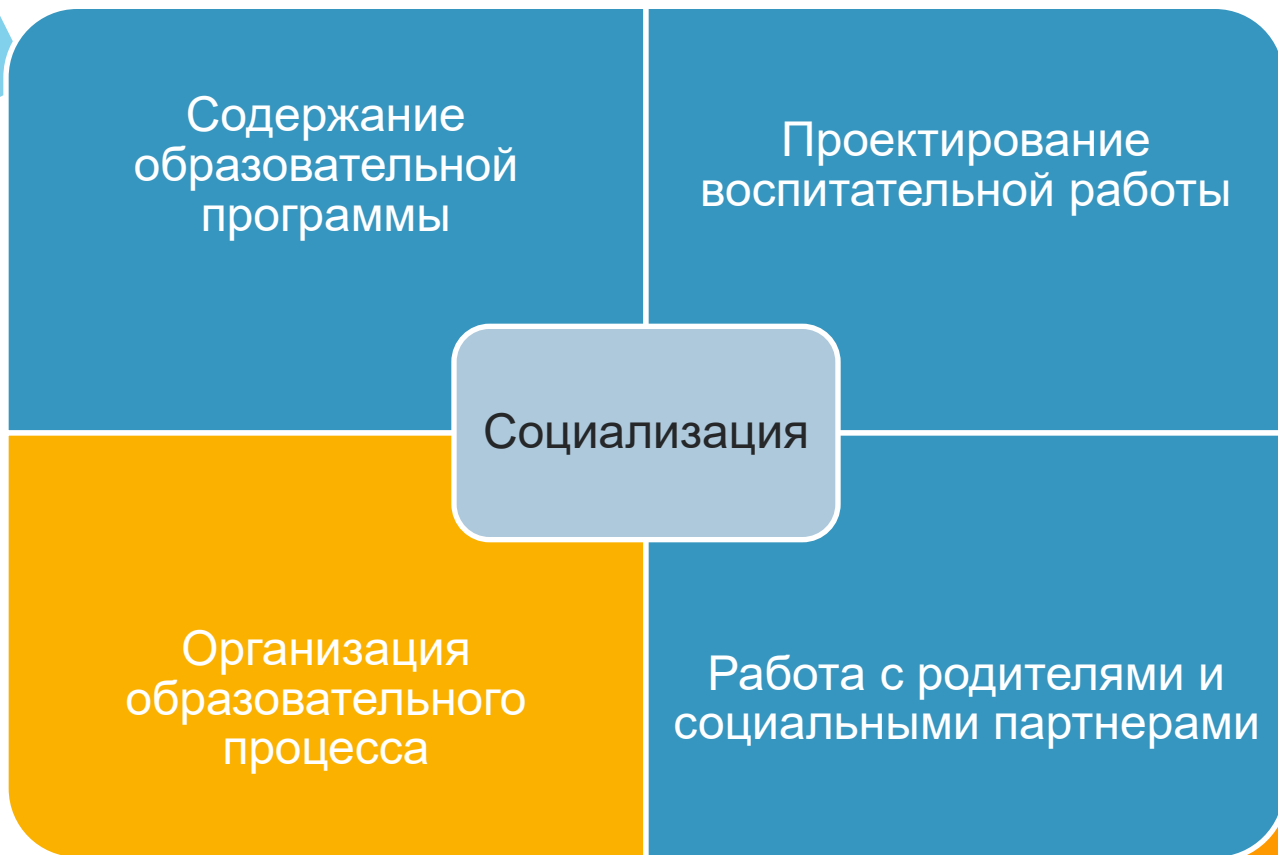 Содержание
образовательной
программы
Проектирование
воспитательной работы
Социализация
Организация
образовательного
процесса
Работа с родителями и
социальными партнерами